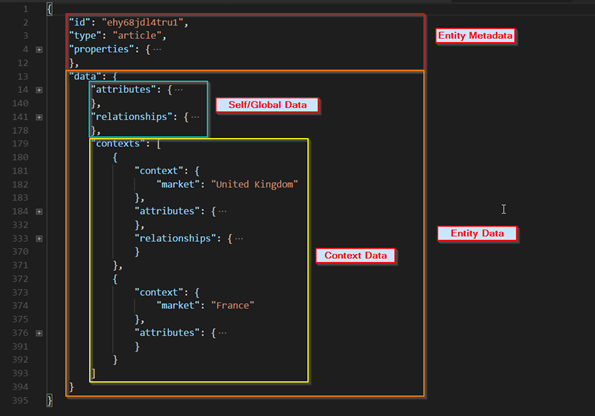 1 {
2 "id": "ehy68jdl4tru1",
3 "type": "article",
4 "properties": { ...
12 },
13 "data": {
14 "attributes": { ...
140 },
141 "relationships": { ...
178 },
179 "contexts": [
180 {
181 "context": {
182 "market": "United Kingdom"
183 },
184 "attributes": { ...
332 },
333 "relationships": { ...
370 }
371 },
372 {
373 "context": {
374 "market": "France"
375 },
376 "attributes": { ...
391 }
392 }
393 ]
394 }
395 }
Entity Metadata
Self/Global Data
Entity Data
Context Data